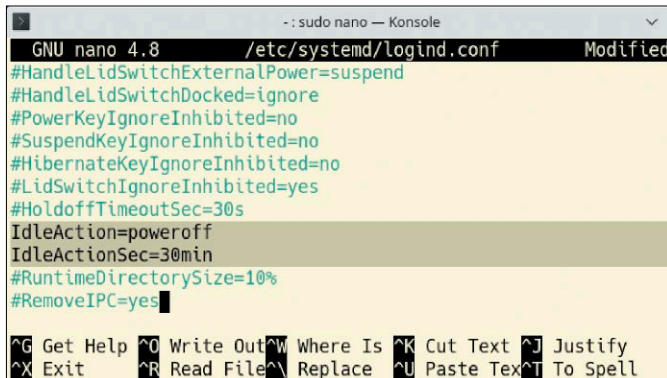 - : sudo nano — Konsole
GNU nano 4.8 /etc/systemd/logind.conf Modified
#HandleLidSwitchExternalPower=suspend
#HandleLidSwitchDocked=ignore
#PowerKeyIgnoreInhibited=no
#SuspendKeyIgnoreInhibited=no
#HibernateKeyIgnoreInhibited=no
#LidSwitchIgnoreInhibited=yes
#HoldoffTimeoutSec=30s
IdleAction=poweroff
IdleActionSec=30min
#RuntimeDirectorySize=10%
#RemoveIPC=yes
^G Get Help ^O Write Out ^W Where Is ^K Cut Text ^J Justify
^X Exit ^R Read File ^\ Replace ^U Paste Tex ^T To Spell